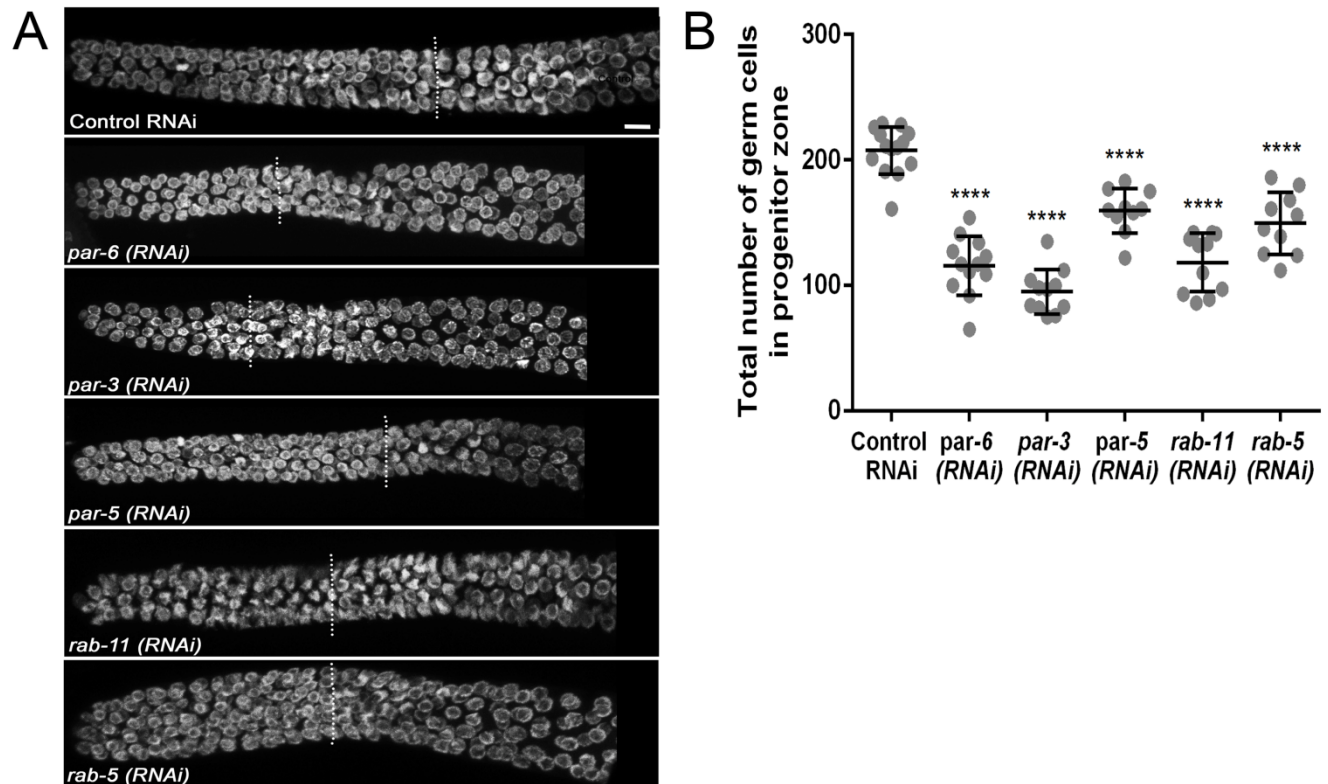 A
Control
Control RNAi
par-6 (RNAi)
par-3 (RNAi)
par-5 (RNAi)
rab-11 (RNAi)
rab-5 (RNAi)
B
Total number of germ cells
in progenitor zone
300
200
100
0
****
****
****
****
****
Control
RNAi
par-6
(RNAi)
par-3
(RNAi)
par-5
(RNAi)
rab-11
(RNAi)
rab-5
(RNAi)